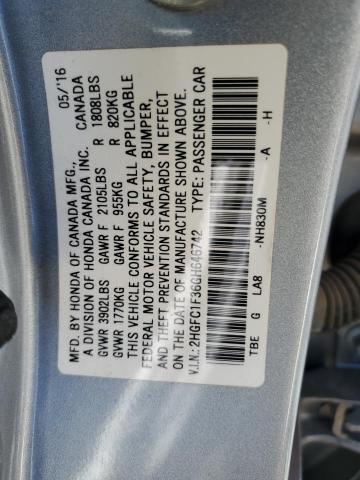 MFD. BY HONDA OF CANADA MFG., 05/'16
A DIVISION OF HONDA CANADA INC. CANADA
GVWR 3902LBS GAWR F 2105LBS R 1808LBS
GVWR 1770KG GAWR F 955KG R 820KG
THIS VEHICLE CONFORMS TO ALL APPLICABLE
FEDERAL MOTOR VEHICLE SAFETY, BUMPER,
AND THEFT PREVENTION STANDARDS IN EFFECT
ON THE DATE OF MANUFACTURE SHOWN ABOVE.
V.I.N.: 2HGFC1F36GH646742 TYPE: PASSENGER CAR
TBE G LA8 -NH830M -A -H